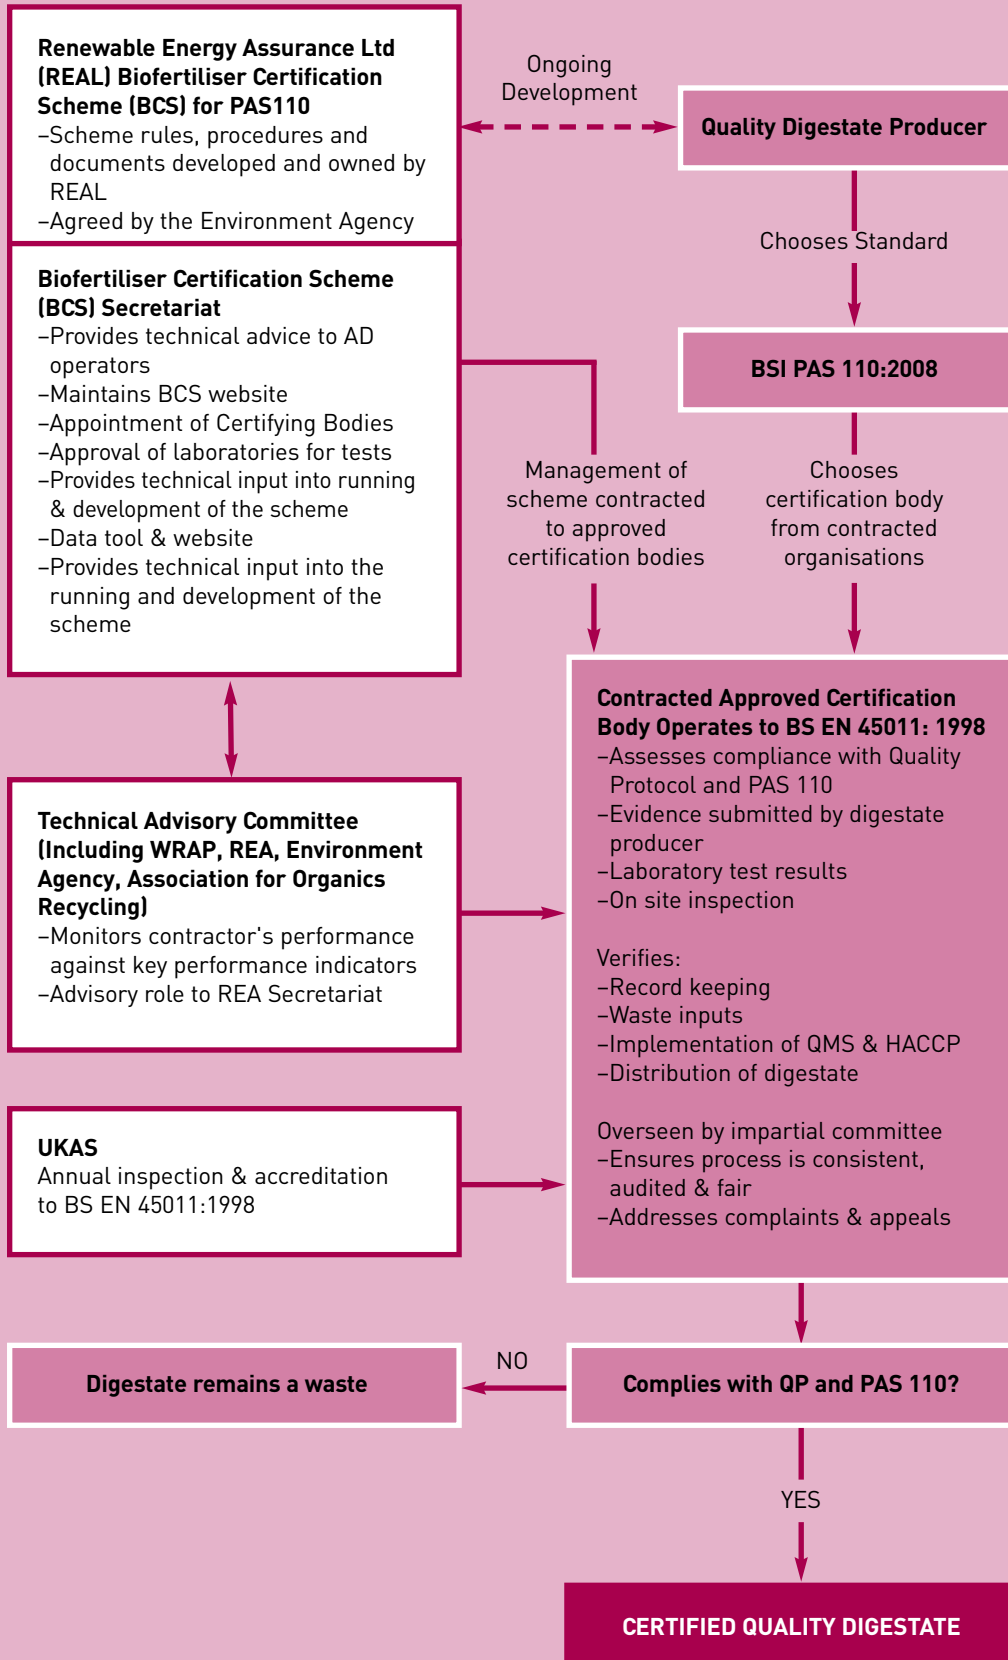 Renewable Energy Assurance Ltd
(REAL) Biofertiliser Certification
Scheme (BCS) for PAS110
–Scheme rules, procedures and
documents developed and owned by
REAL
–Agreed by the Environment Agency
Ongoing
Development
Quality Digestate Producer
Chooses Standard
Biofertiliser Certification Scheme
(BCS) Secretariat
–Provides technical advice to AD
operators
–Maintains BCS website
–Appointment of Certifying Bodies
–Approval of laboratories for tests
–Provides technical input into running
& development of the scheme
–Data tool & website
–Provides technical input into the
running and development of the
scheme
BSI PAS 110:2008
Management of
scheme contracted
to approved
certification bodies
Chooses
certification body
from contracted
organisations
Contracted Approved Certification
Body Operates to BS EN 45011: 1998
–Assesses compliance with Quality
Protocol and PAS 110
–Evidence submitted by digestate
producer
–Laboratory test results
–On site inspection
Verifies:
–Record keeping
–Waste inputs
–Implementation of QMS & HACCP
–Distribution of digestate
Overseen by impartial committee
–Ensures process is consistent,
audited & fair
–Addresses complaints & appeals
Technical Advisory Committee
(Including WRAP, REA, Environment
Agency, Association for Organics
Recycling)
–Monitors contractor's performance
against key performance indicators
–Advisory role to REA Secretariat
UKAS
Annual inspection & accreditation
to BS EN 45011:1998
Digestate remains a waste
NO
Complies with QP and PAS 110?
YES
CERTIFIED QUALITY DIGESTATE